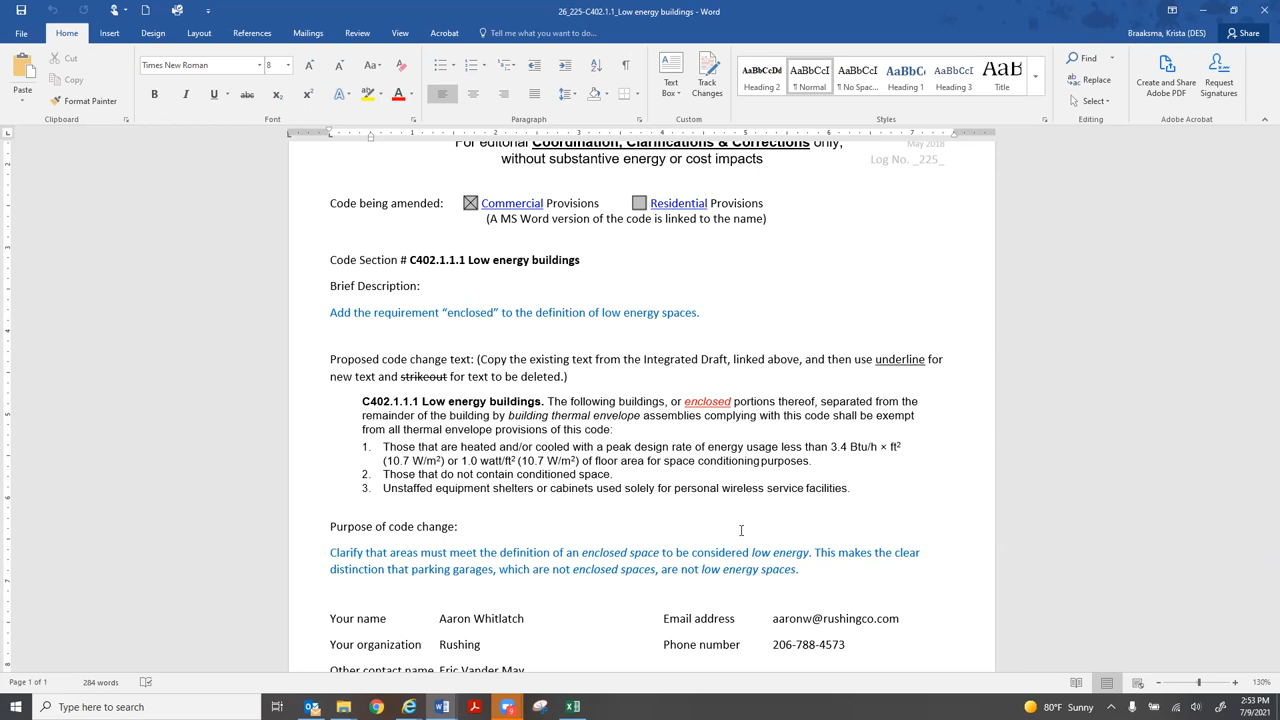 26_225-C402.1.1_Low energy buildings - Word
Braaksma, Krista (DES)
Share
File
Home
Insert
Design
Layout
References
Mailings
Review
View
Acrobat
Tell me what you want to do...
Paste
Cut
Copy
Format Painter
Clipboard
Times New Roman
8
Font
Paragraph
Text Box
Track Changes
Custom
AaBbCcDd
Heading 2
AaBbCcI
¶ Normal
AaBbCcI
¶ No Spac...
AaBbC
Heading 1
AaBbCcI
Heading 3
AaB
Title
Styles
Find
Replace
Select
Editing
Create and Share Adobe PDF
Request Signatures
Adobe Acrobat
For editorial Coordination, Clarifications & Corrections only,
May 2018
without substantive energy or cost impacts
Log No. _225_
Code being amended: Commercial Provisions Residential Provisions
(A MS Word version of the code is linked to the name)
Code Section # C402.1.1.1 Low energy buildings
Brief Description:
Add the requirement “enclosed” to the definition of low energy spaces.
Proposed code change text: (Copy the existing text from the Integrated Draft, linked above, and then use underline for
new text and strikeout for text to be deleted.)
C402.1.1.1 Low energy buildings. The following buildings, or enclosed portions thereof, separated from the
remainder of the building by building thermal envelope assemblies complying with this code shall be exempt
from all thermal envelope provisions of this code:
1. Those that are heated and/or cooled with a peak design rate of energy usage less than 3.4 Btu/h × ft2
(10.7 W/m2) or 1.0 watt/ft2 (10.7 W/m2) of floor area for space conditioning purposes.
2. Those that do not contain conditioned space.
3. Unstaffed equipment shelters or cabinets used solely for personal wireless service facilities.
Purpose of code change:
Clarify that areas must meet the definition of an enclosed space to be considered low energy. This makes the clear
distinction that parking garages, which are not enclosed spaces, are not low energy spaces.
Your name Aaron Whitlatch Email address aaronw@rushingco.com
Your organization Rushing Phone number 206-788-4573
Other contact name Eric Vander Mey
Page 1 of 1
284 words
130%
Type here to search
80°F Sunny
2:53 PM
7/9/2021